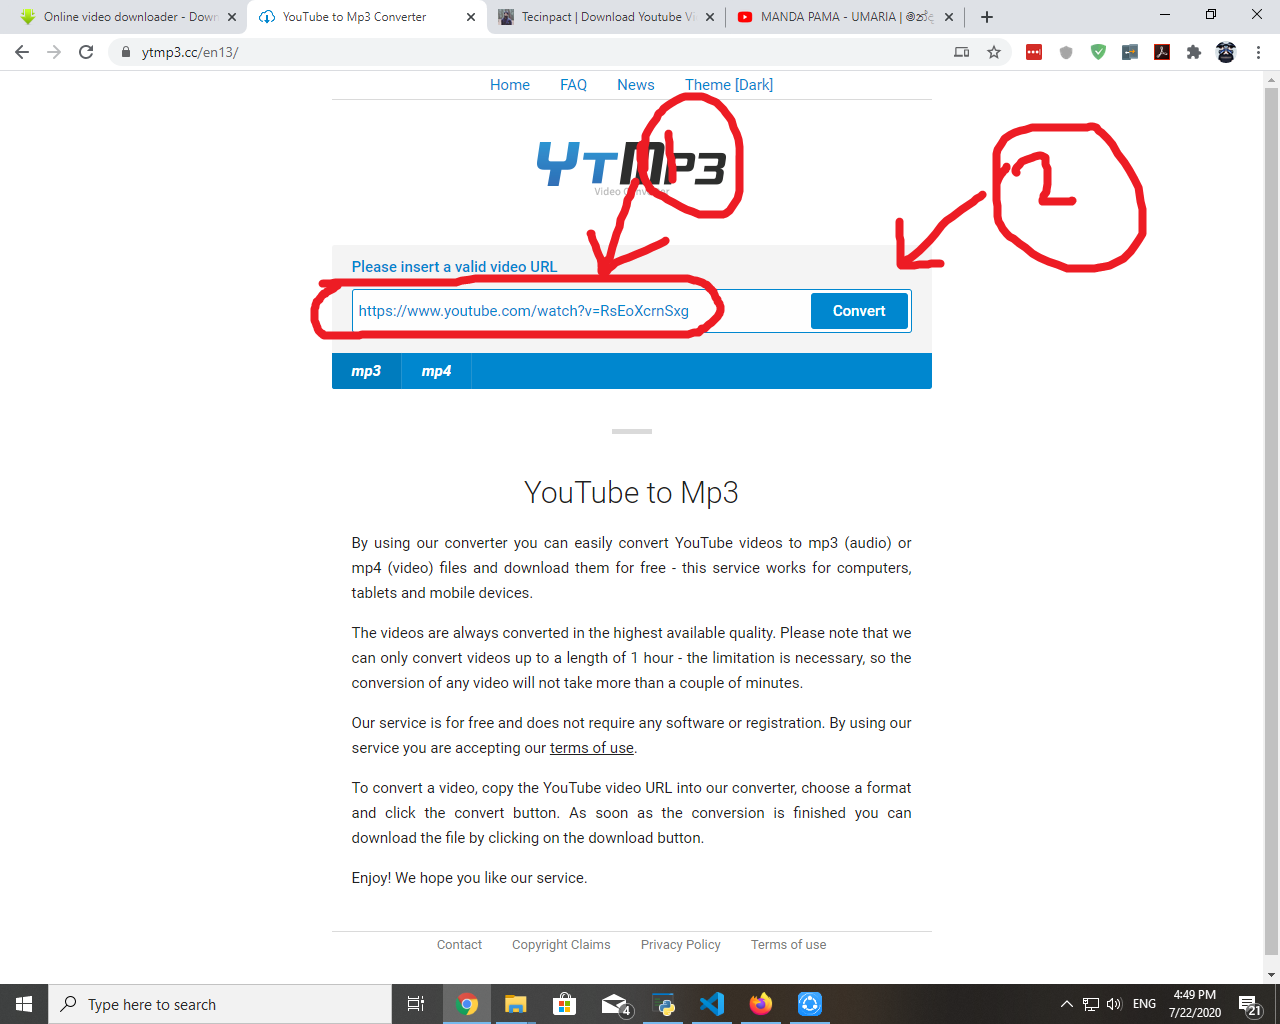 Online video downloader - Down
YouTube to Mp3 Converter
Tecinpact | Download Youtube Vi
MANDA PAMA - UMARIA |
ytmp3.cc/en13/
Home FAQ News Theme [Dark]
YTMP3
1
2
Please insert a valid video URL
https://www.youtube.com/watch?v=RsEoXcrnSxg
Convert
mp3 mp4
YouTube to Mp3
By using our converter you can easily convert YouTube videos to mp3 (audio) or
mp4 (video) files and download them for free - this service works for computers,
tablets and mobile devices.
The videos are always converted in the highest available quality. Please note that we
can only convert videos up to a length of 1 hour - the limitation is necessary, so the
conversion of any video will not take more than a couple of minutes.
Our service is for free and does not require any software or registration. By using our
service you are accepting our terms of use.
To convert a video, copy the YouTube video URL into our converter, choose a format
and click the convert button. As soon as the conversion is finished you can
download the file by clicking on the download button.
Enjoy! We hope you like our service.
Contact Copyright Claims Privacy Policy Terms of use
Type here to search
4
ENG
4:49 PM
7/22/2020
21